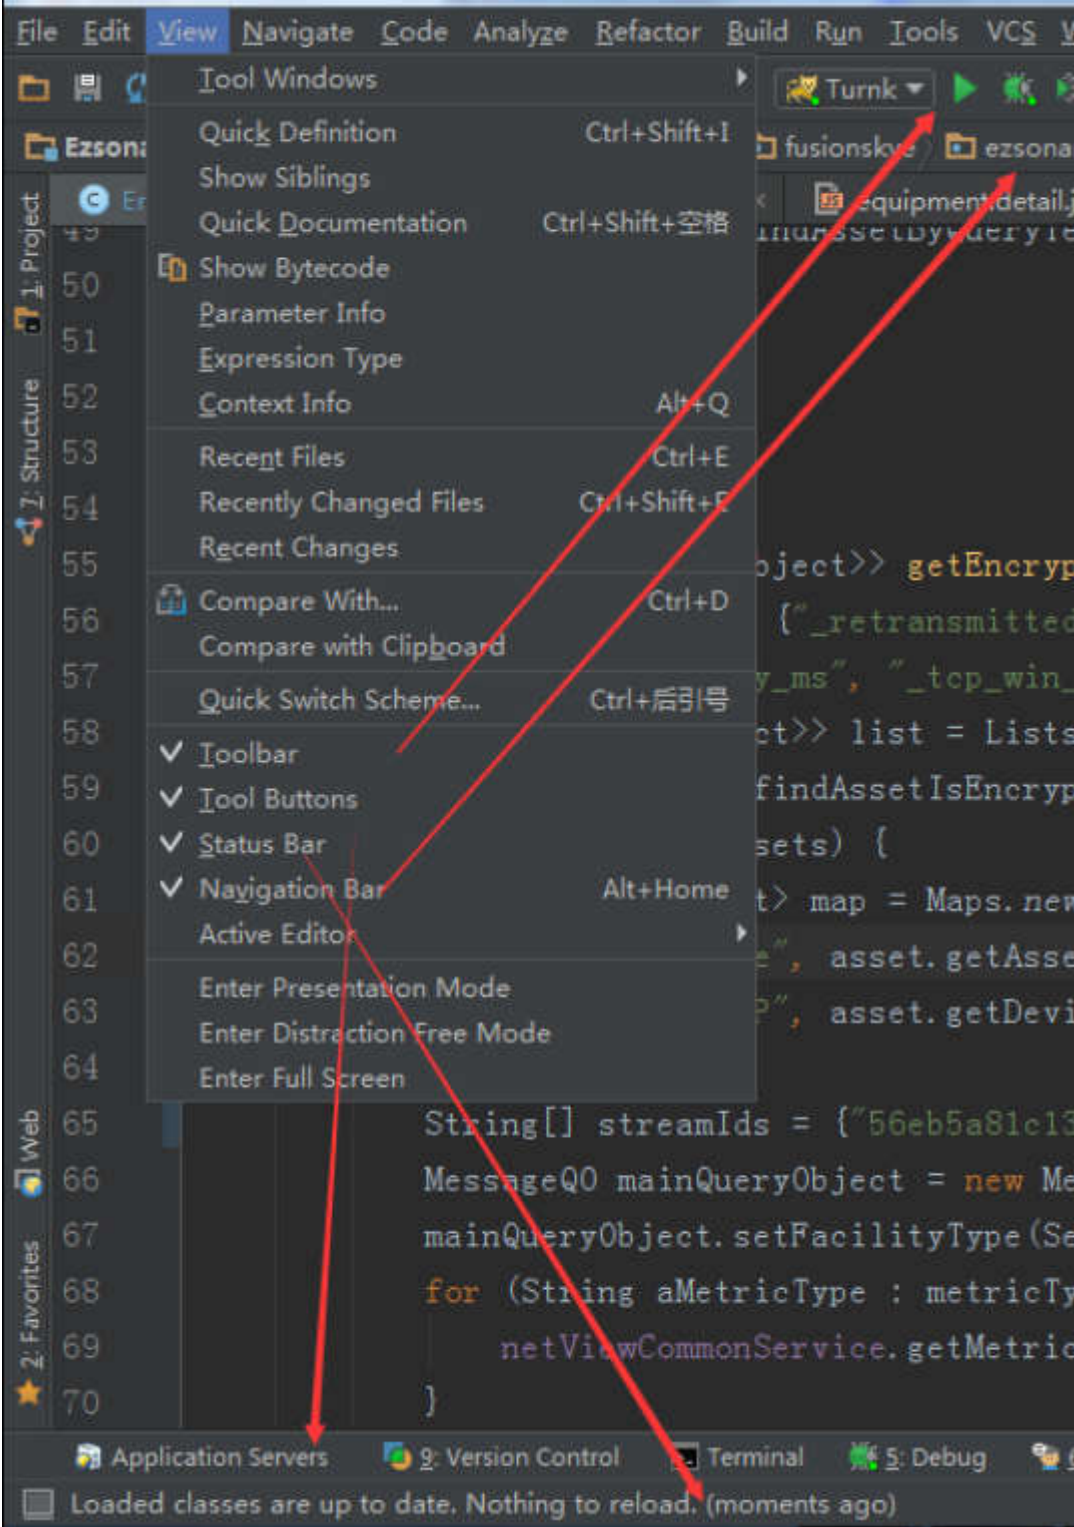 File Edit View Navigate Code Analyze Refactor Build Run Tools VCS
Turnk
Ezsona
fusionskye
ezsona
equipment.detail.j
1: Project
7: Structure
Web
2: Favorites
Tool Windows
Quick Definition Ctrl+Shift+I
Show Siblings
Quick Documentation Ctrl+Shift+空格
Show Bytecode
Parameter Info
Expression Type
Context Info Alt+Q
Recent Files Ctrl+E
Recently Changed Files Ctrl+Shift+E
Recent Changes
Compare With... Ctrl+D
Compare with Clipboard
Quick Switch Scheme... Ctrl+后引号
Toolbar
Tool Buttons
Status Bar
Navigation Bar Alt+Home
Active Editor
Enter Presentation Mode
Enter Distraction Free Mode
Enter Full Screen
49 indAssetByQueryTe
50
51
52
53
54
55 bject>> getEncryp
56 {"_retransmitted
57 y_ms", "_tcp_win_
58 ct>> list = Lists
59 findAssetIsEncryp
60 sets) {
61 t> map = Maps.new
62 e", asset.getAsse
63 P", asset.getDevi
64
65 String[] streamIds = {"56eb5a81c13
66 MessageQO mainQueryObject = new Me
67 mainQueryObject.setFacilityType(Se
68 for (String aMetricType : metricTy
69 netViewCommonService.getMetric
70 }
Application Servers 9: Version Control Terminal 5: Debug 6
Loaded classes are up to date. Nothing to reload. (moments ago)